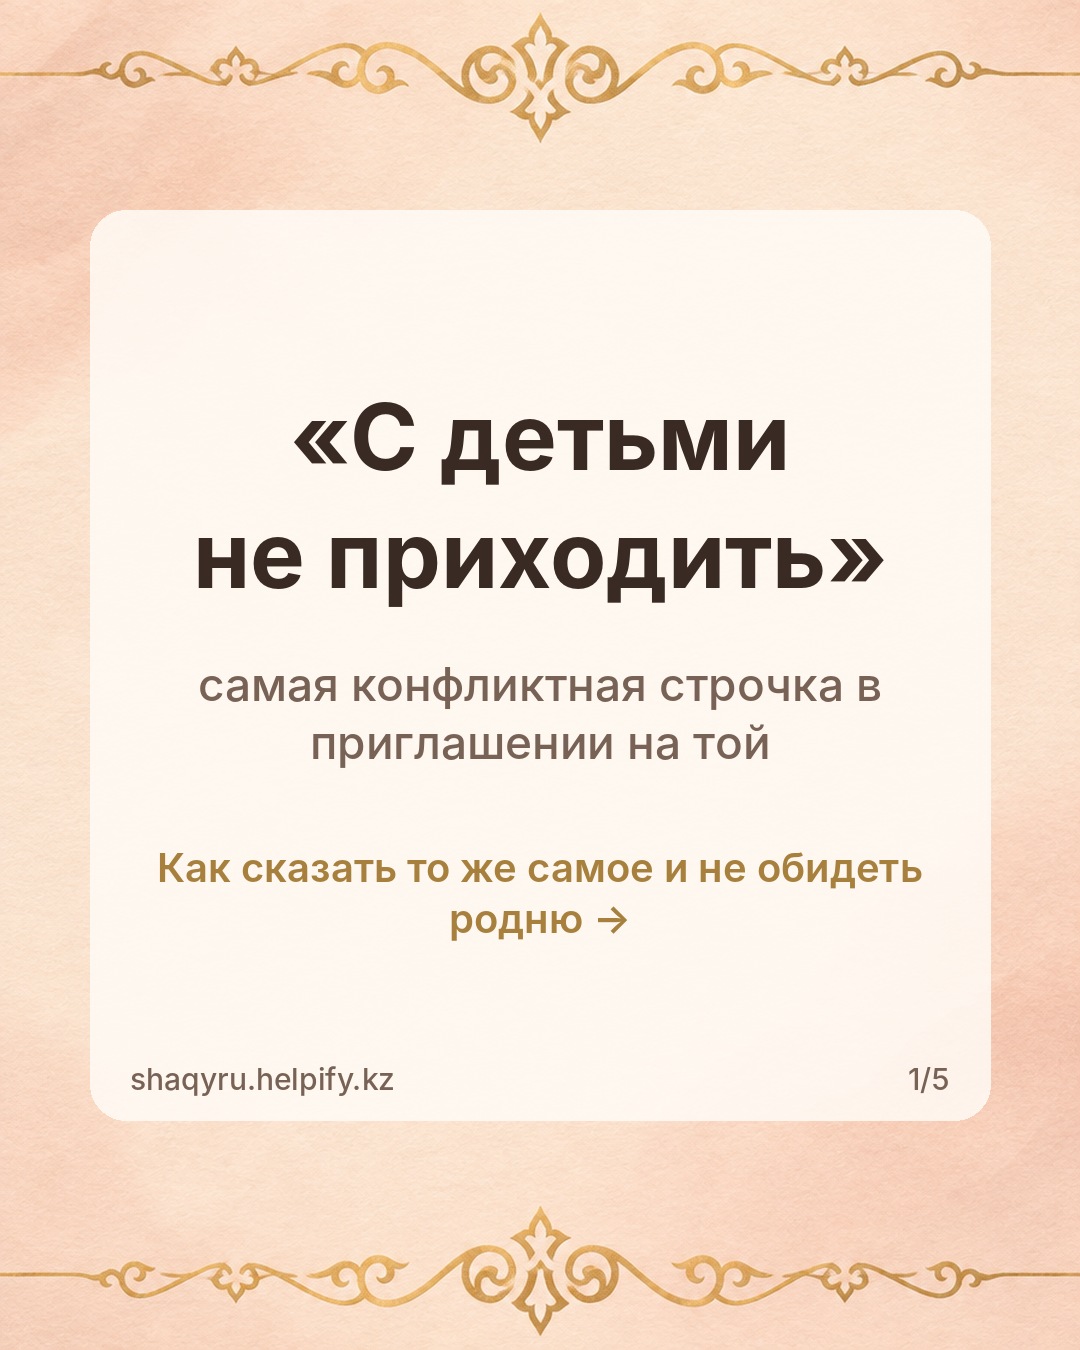 «С детьми
не приходить»
самая конфликтная строчка в
приглашении на той
Как сказать то же самое и не обидеть
родню →
shaqyru.helpify.kz
1/5